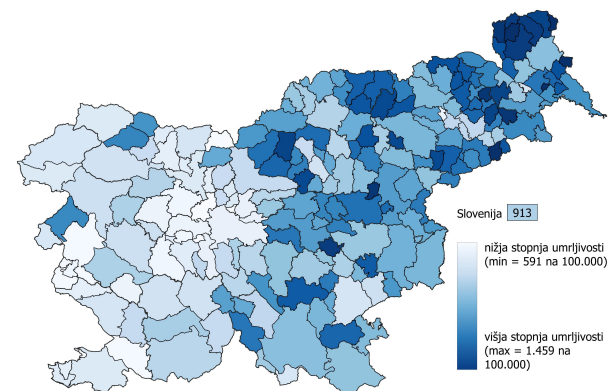 Slovenija 913
nižja stopnja umrljivosti
(min = 591 na 100.000)
višja stopnja umrljivosti
(max = 1.459 na
100.000)